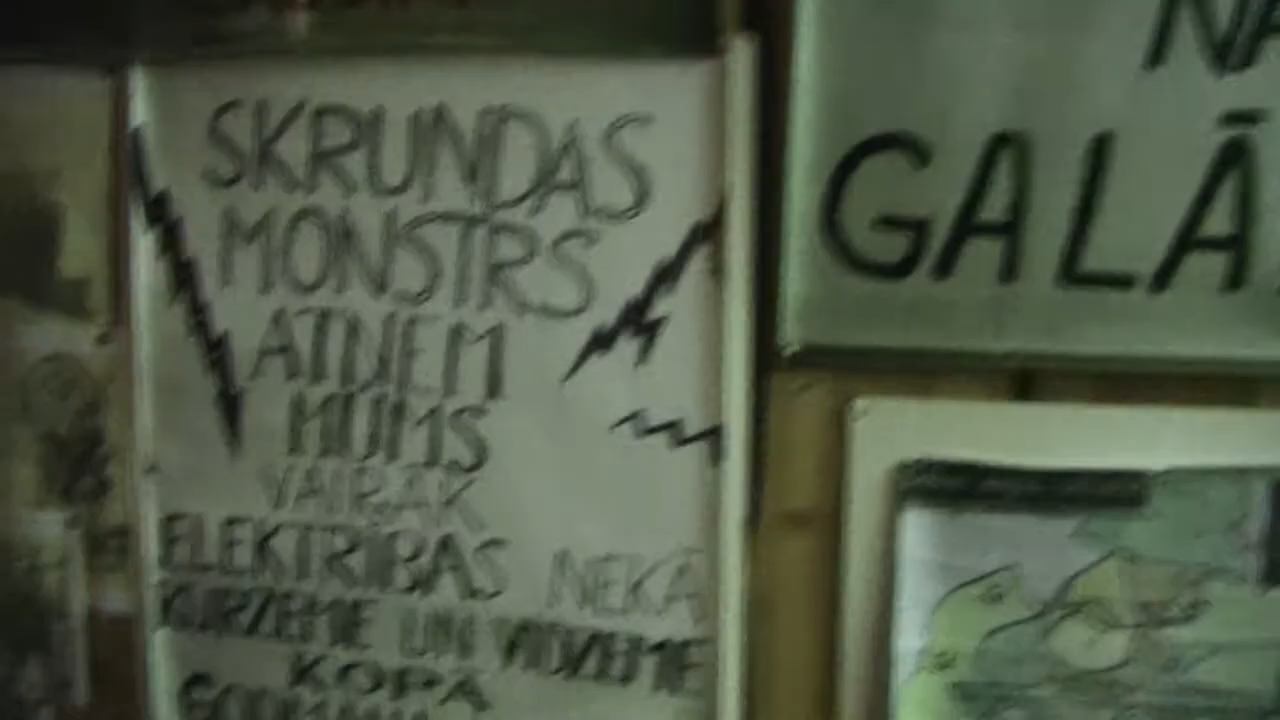 SKRUNDAS
MONSTRS
ATŅEM
MUMS
VAIRĀK
ELEKTRĪBAS NEKĀ
KURZEME UN VIDZEME
KOPĀ
GALĀ